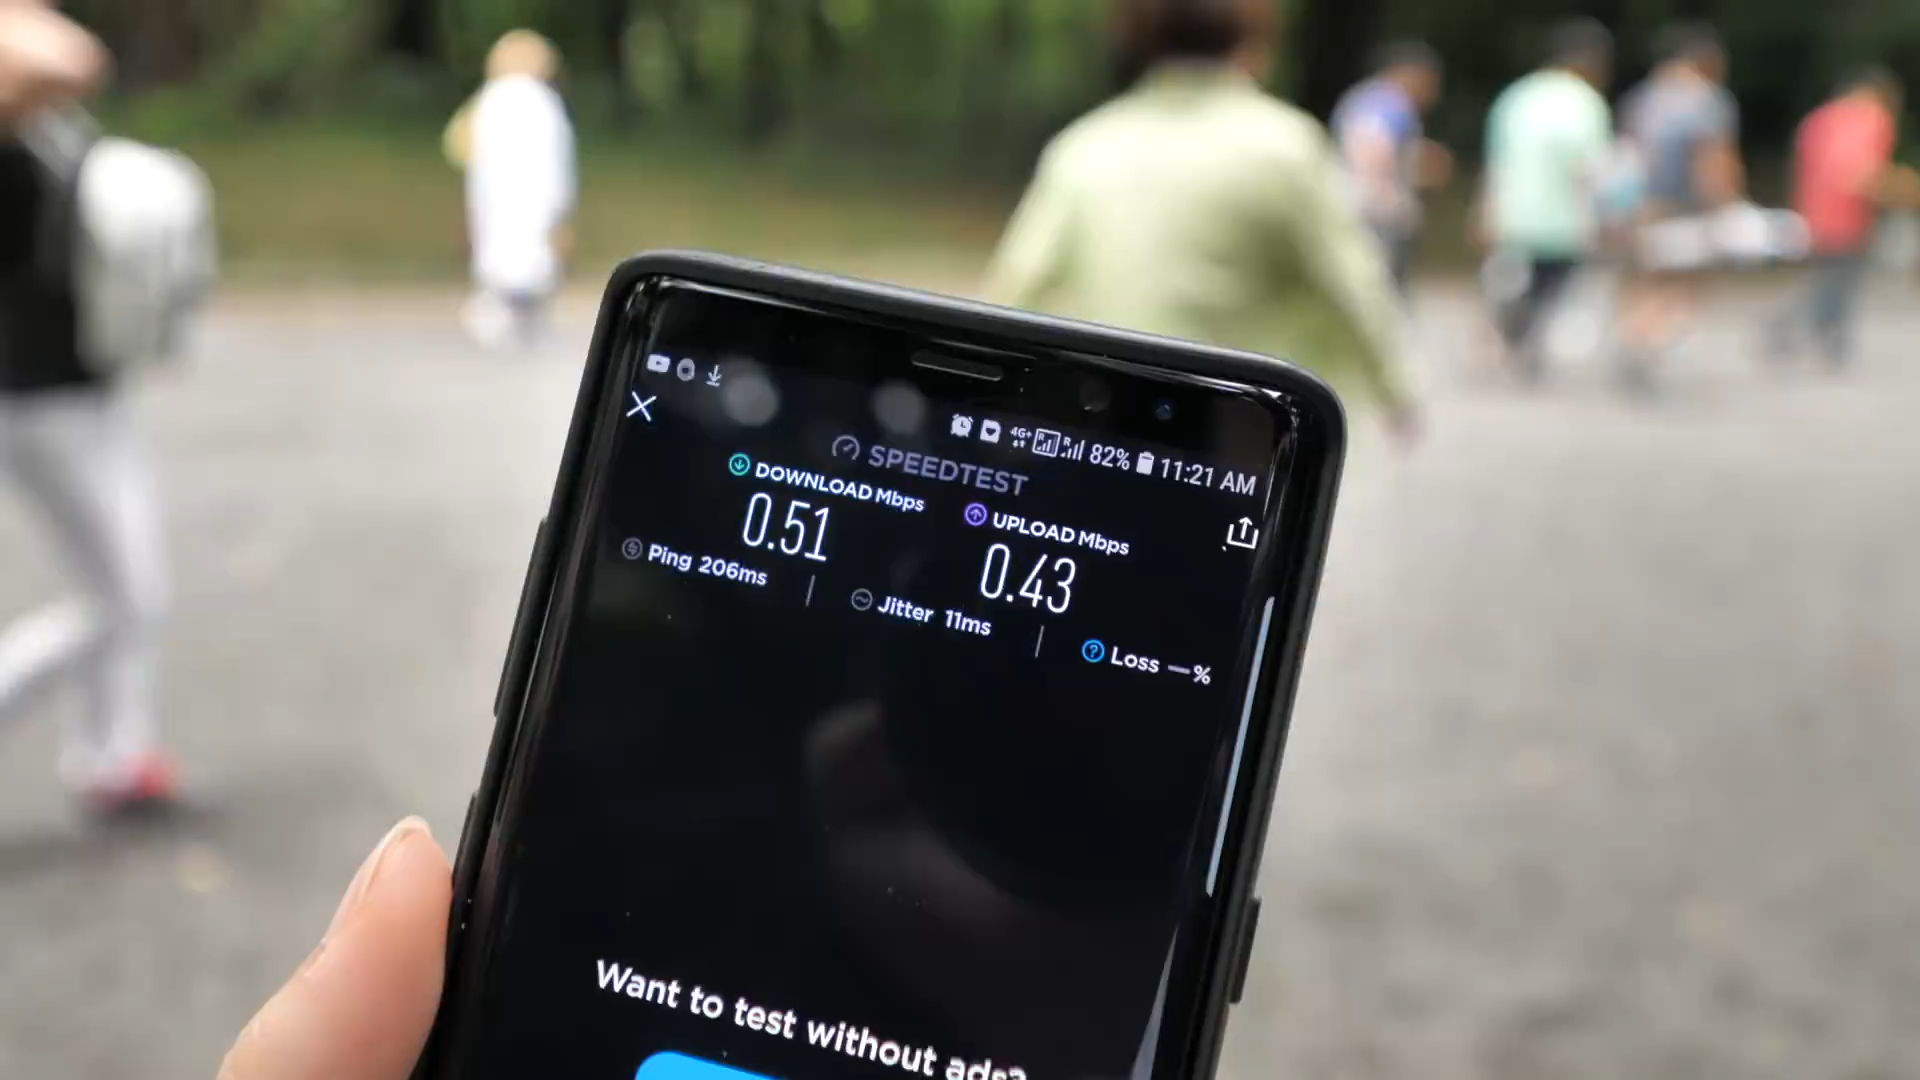 4G+ R R 82% 11:21 AM
SPEEDTEST
DOWNLOAD Mbps
0.51
UPLOAD Mbps
0.43
Ping 206ms
Jitter 11ms
Loss —%
Want to test without ads?